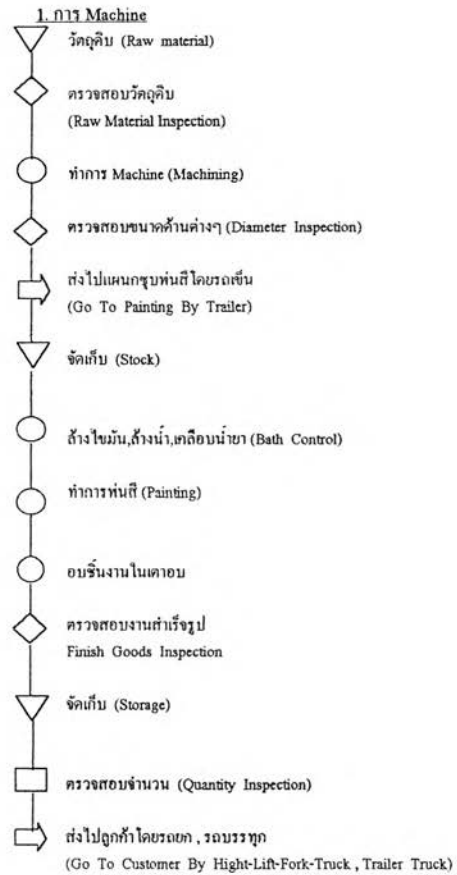 1. การ Machine
วัตถุดิบ (Raw material)
ตรวจสอบวัตถุดิบ
(Raw Material Inspection)
ทำการ Machine (Machining)
ตรวจสอบขนาดด้านต่างๆ (Diameter Inspection)
ส่งไปแผนกชุบพ่นสีโดยรถเข็น
(Go To Painting By Trailer)
จัดเก็บ (Stock)
ล้างไขมัน,ล้างน้ำ,เคลือบน้ำยา (Bath Control)
ทำการพ่นสี (Painting)
อบชิ้นงานในเตาอบ
ตรวจสอบงานสำเร็จรูป
Finish Goods Inspection
จัดเก็บ (Storage)
ตรวจสอบจำนวน (Quantity Inspection)
ส่งไปลูกค้าโดยรถยก , รถบรรทุก
(Go To Customer By Hight-Lift-Fork-Truck , Trailer Truck)